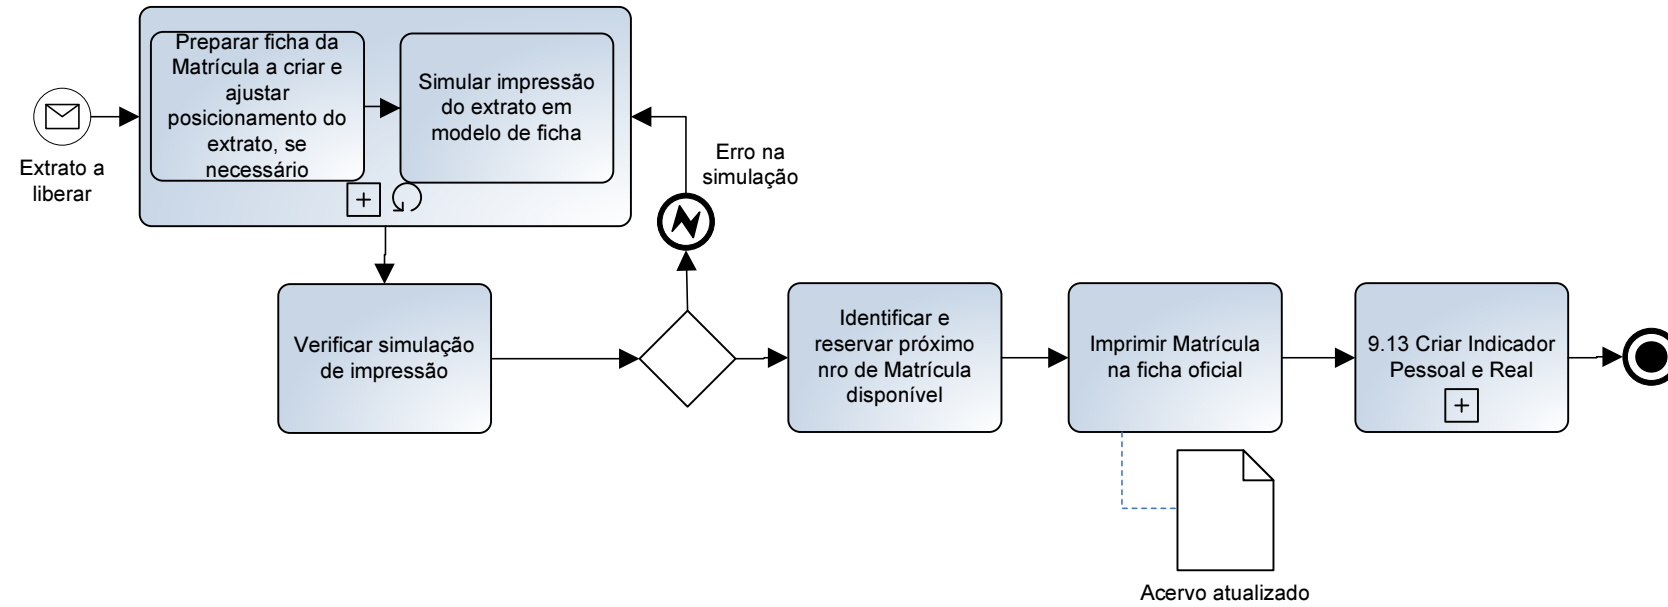 Extrato a
liberar
Preparar ficha da
Matrícula a criar e
ajustar
posicionamento do
extrato, se
necessário
Simular impressão
do extrato em
modelo de ficha
Erro na
simulação
Verificar simulação
de impressão
Identificar e
reservar próximo
nro de Matrícula
disponível
Imprimir Matrícula
na ficha oficial
9.13 Criar Indicador
Pessoal e Real
Acervo atualizado